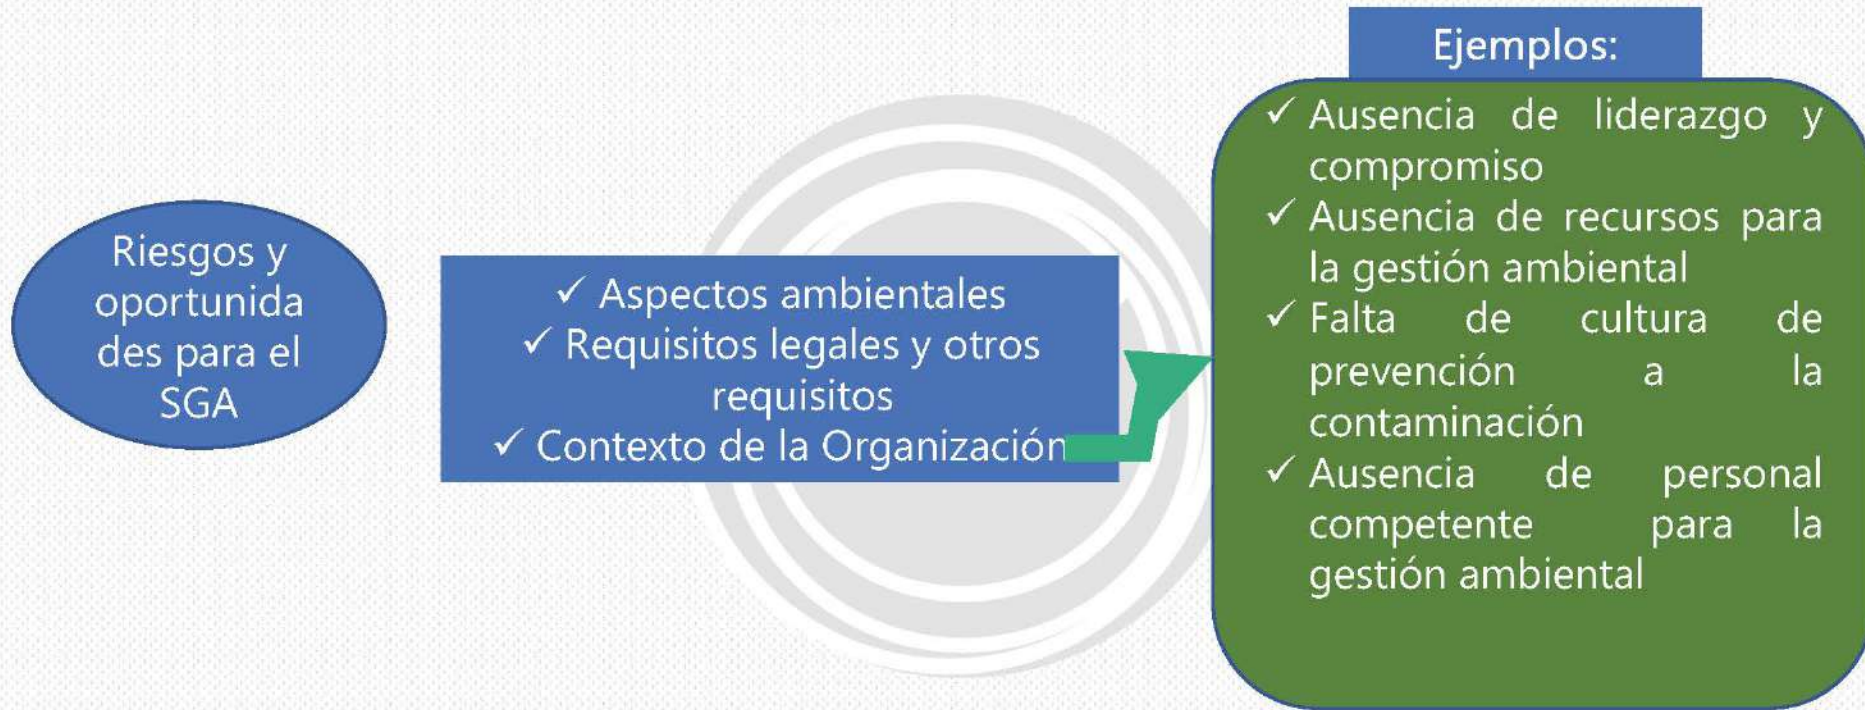 Riesgos y
oportunida
des para el
SGA
✓ Aspectos ambientales
✓ Requisitos legales y otros
requisitos
✓ Contexto de la Organización
Ejemplos:
✓ Ausencia de liderazgo y
compromiso
✓ Ausencia de recursos para
la gestión ambiental
✓ Falta de cultura de
prevención a la
contaminación
✓ Ausencia de personal
competente para la
gestión ambiental